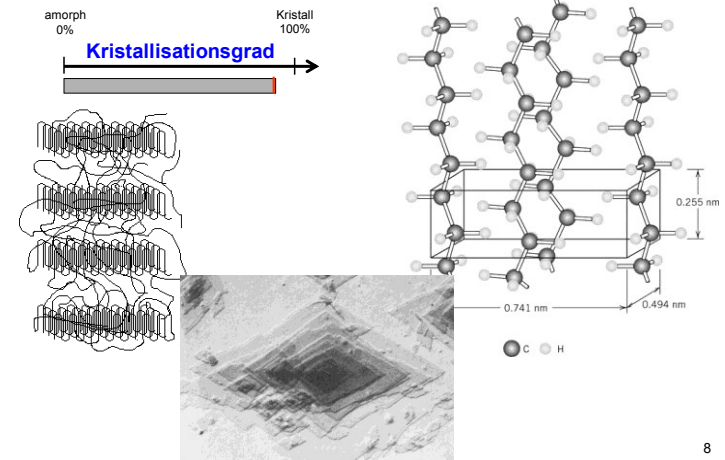 amorph
0%
Kristall
100%
Kristallisationsgrad
0.255 nm
0.741 nm
0.494 nm
C H
8